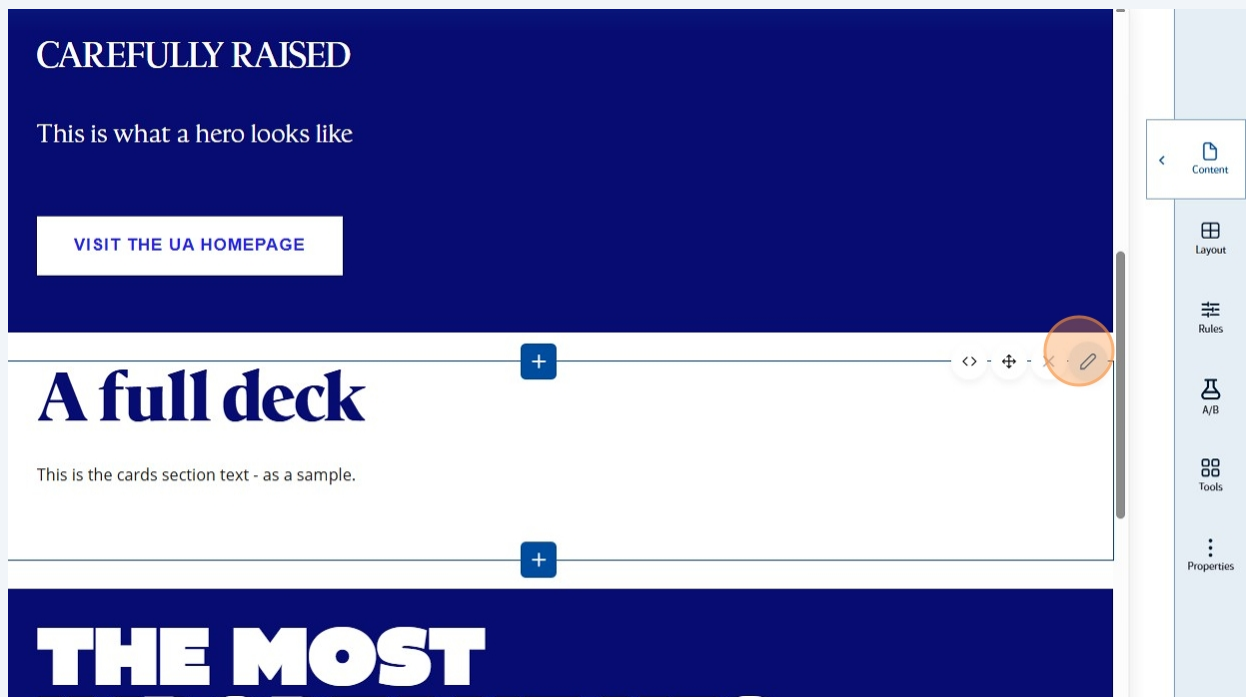 CAREFULLY RAISED
This is what a hero looks like
VISIT THE UA HOMEPAGE
A full deck
This is the cards section text - as a sample.
THE MOST
Content
Layout
Rules
A/B
Tools
Properties